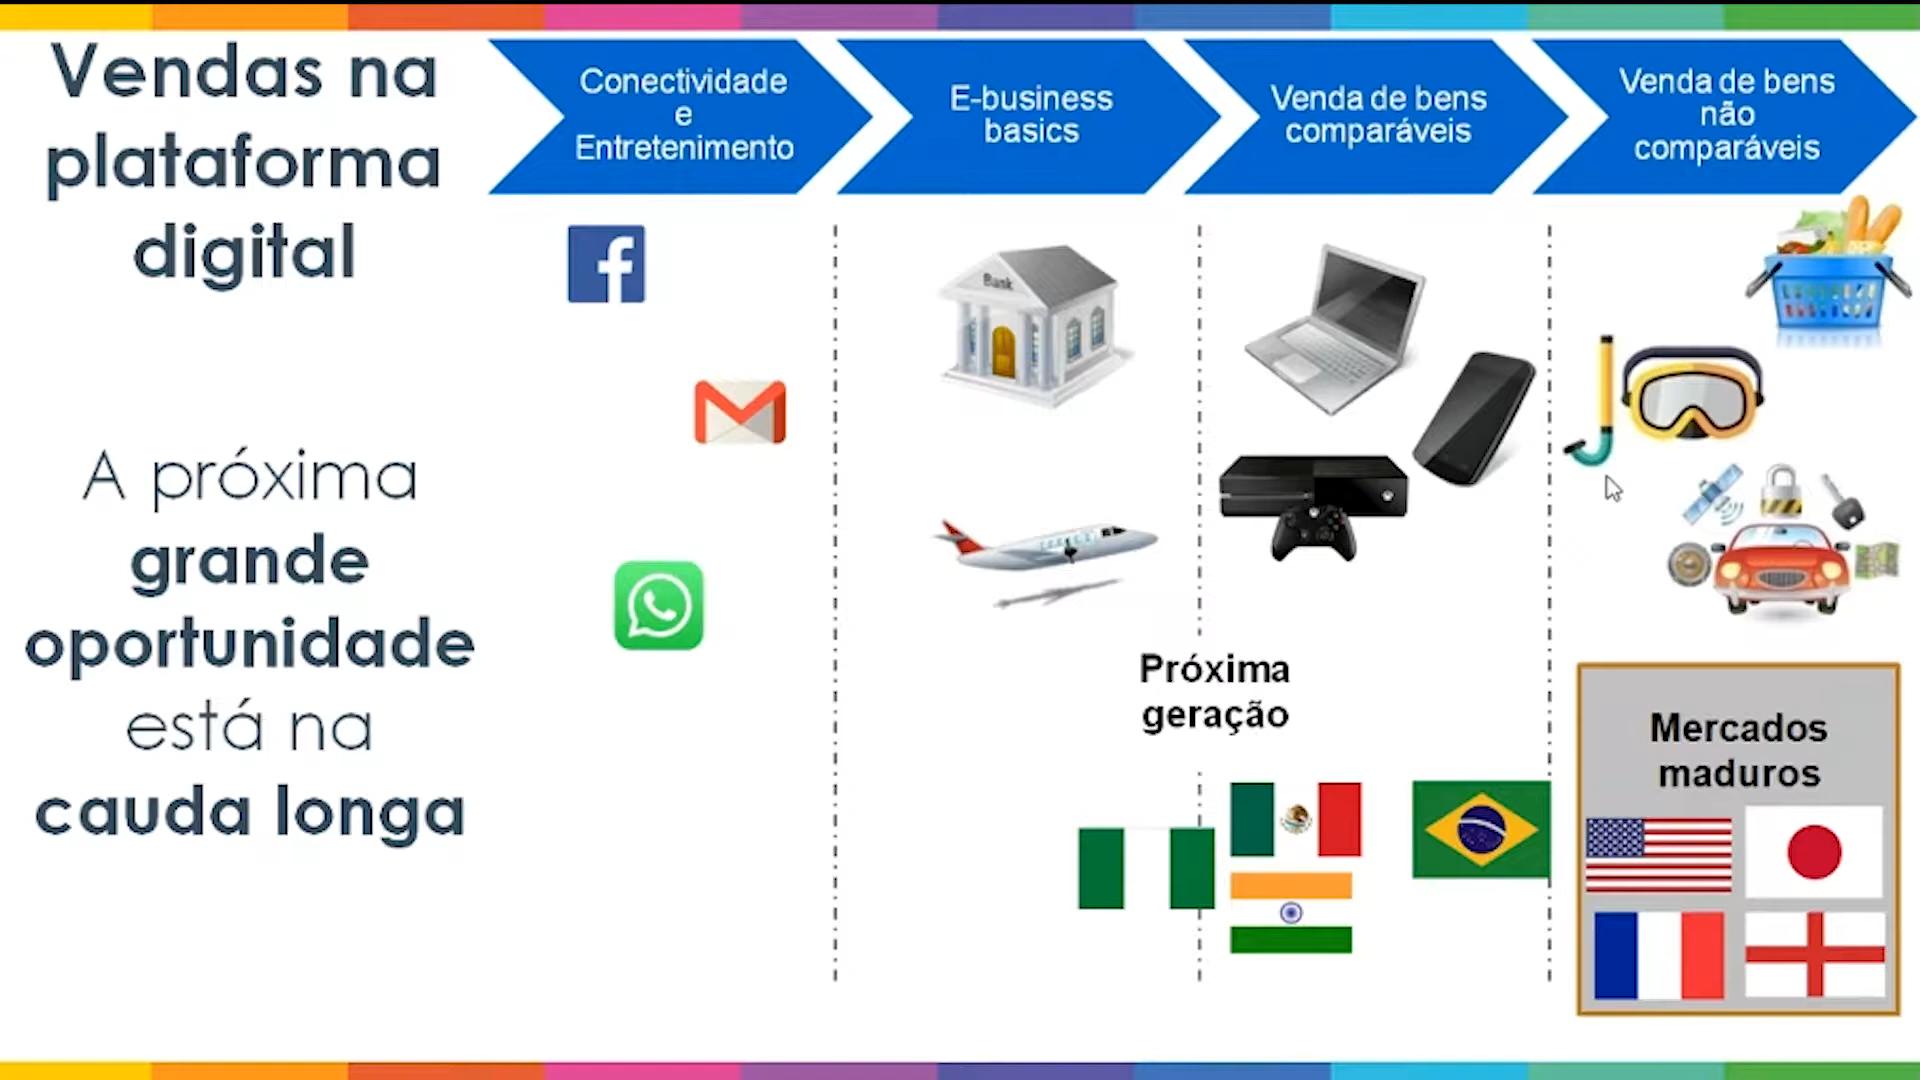 Vendas na
plataforma
digital
A próxima
grande
oportunidade
está na
cauda longa
Conectividade
e
Entretenimento
E-business
basics
Venda de bens
comparáveis
Venda de bens
não
comparáveis
Bank
Próxima
geração
Mercados
maduros